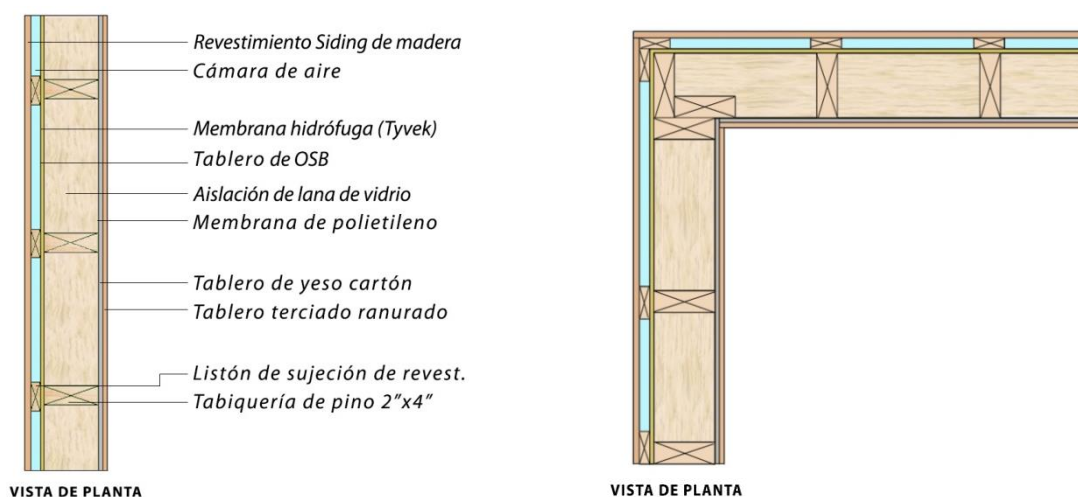 Revestimiento Siding de madera
Cámara de aire
Membrana hidrófuga (Tyvek)
Tablero de OSB
Aislación de lana de vidrio
Membrana de polietileno
Tablero de yeso cartón
Tablero terciado ranurado
Listón de sujeción de revest.
Tabiquería de pino 2"x4"
VISTA DE PLANTA
VISTA DE PLANTA